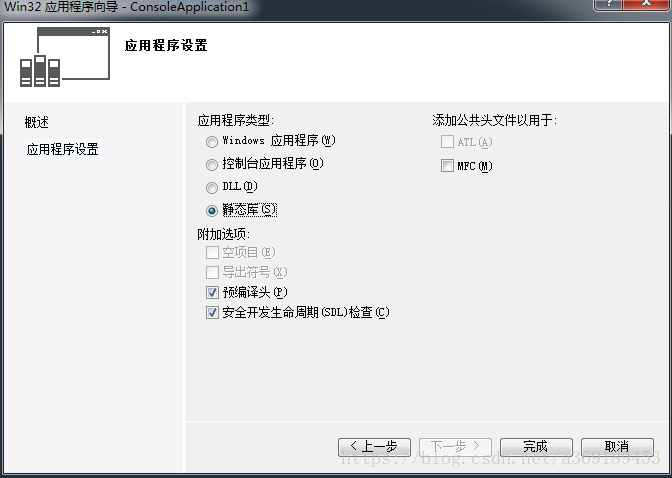 Win32 应用程序向导 - ConsoleApplication1
应用程序设置
概述
应用程序设置
应用程序类型:
Windows 应用程序(W)
控制台应用程序(O)
DLL(D)
静态库(S)
附加选项:
空项目(E)
导出符号(X)
预编译头(P)
安全开发生命周期(SDL)检查(C)
添加公共头文件以用于:
ATL(A)
MFC(M)
< 上一步
下一步 >
完成
取消
https://blog.csdn.net/a369189453